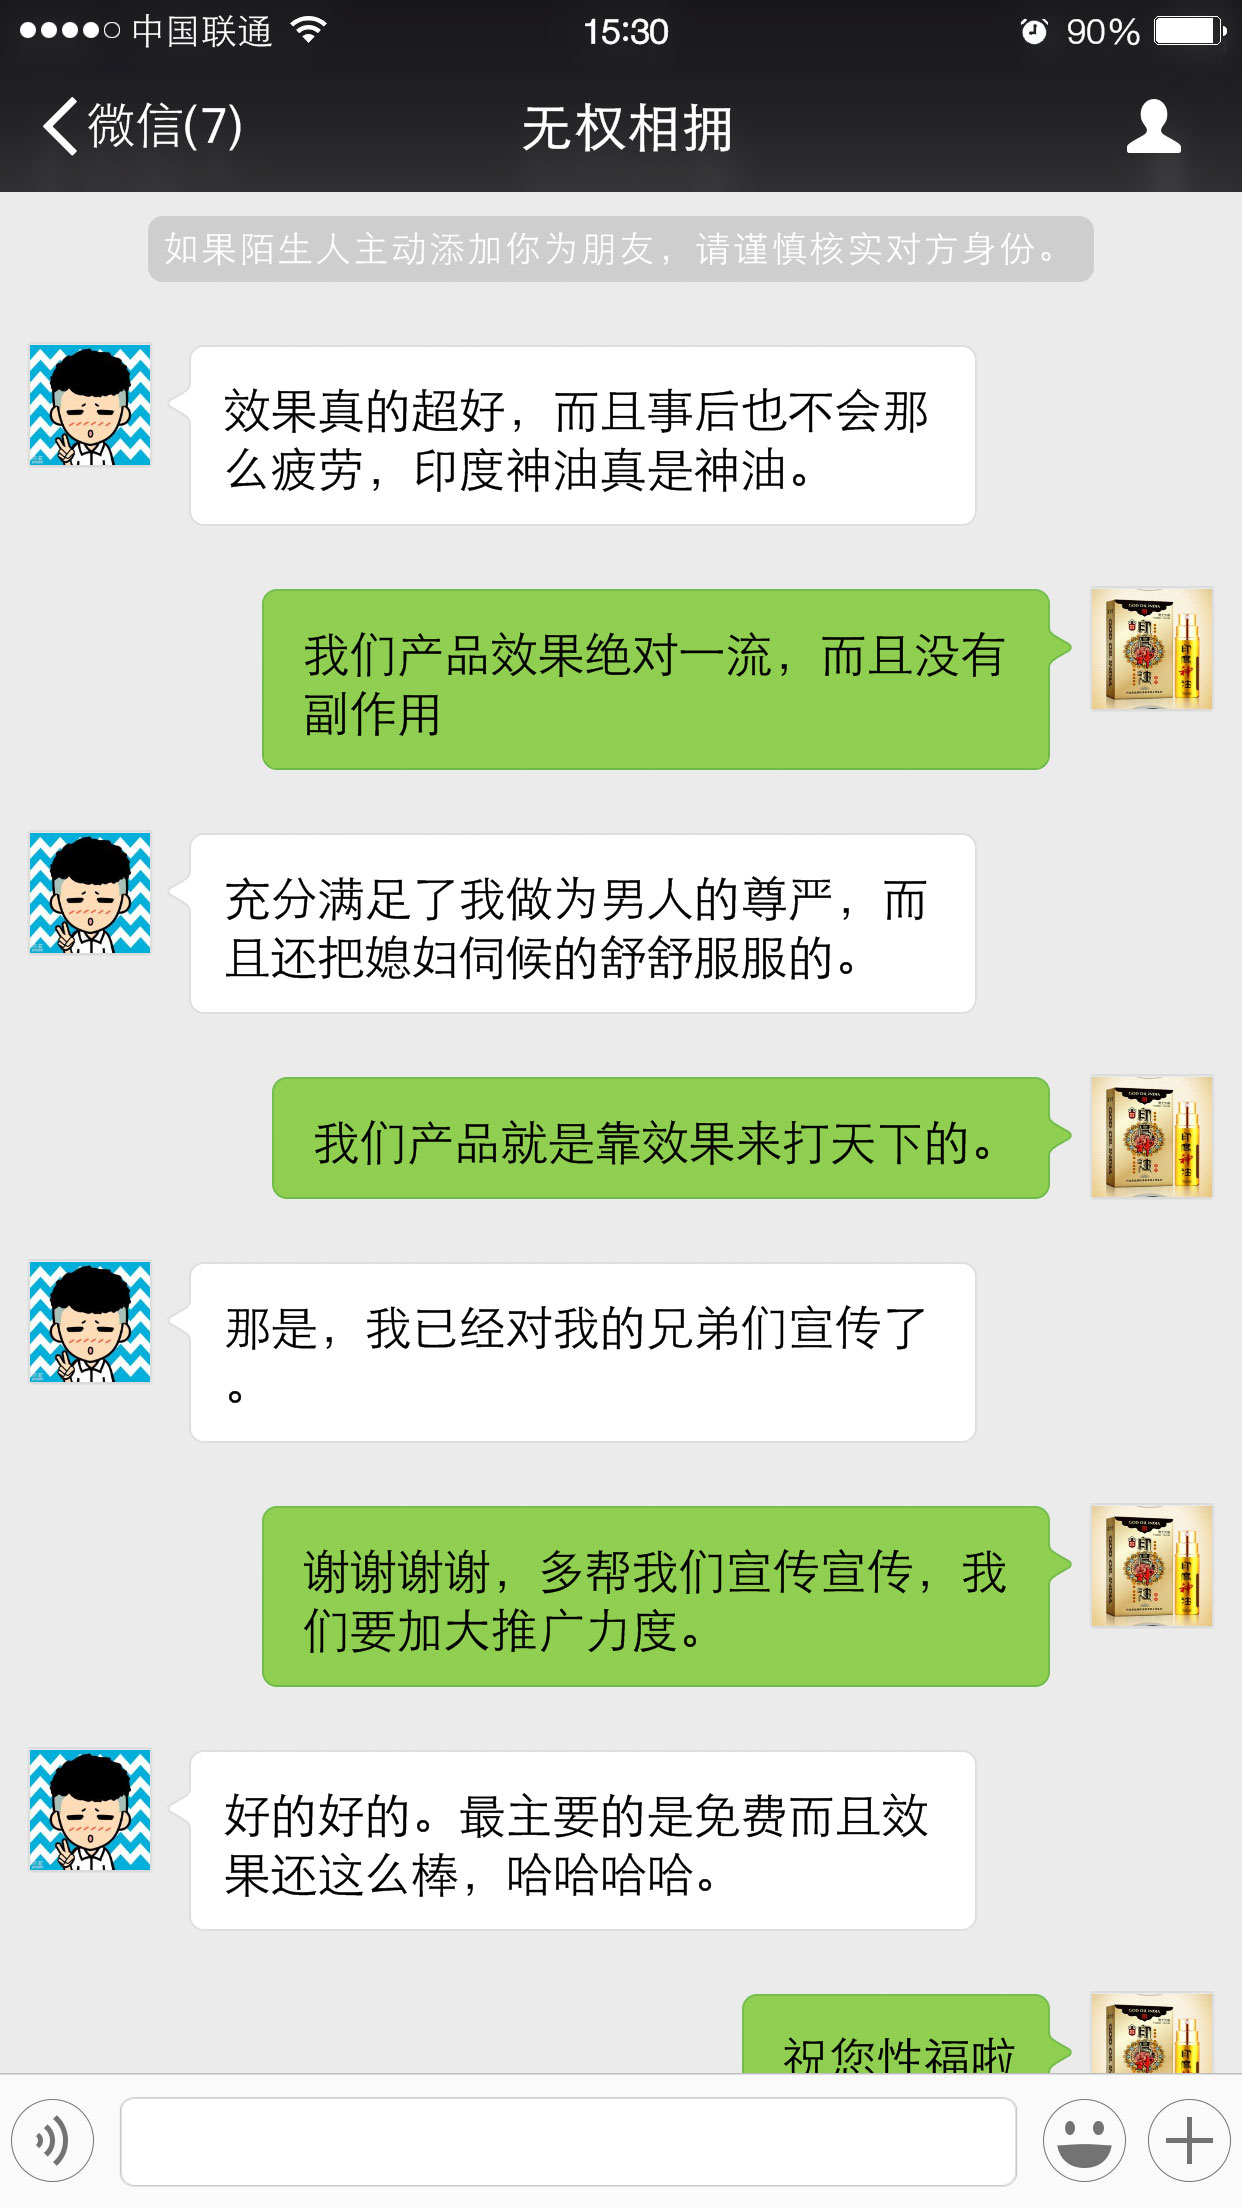 中国联通
15:30
90%
微信(7)
无权相拥
如果陌生人主动添加你为朋友，请谨慎核实对方身份。
效果真的超好，而且事后也不会那
么疲劳，印度神油真是神油。
我们产品效果绝对一流，而且没有
副作用
充分满足了我做为男人的尊严，而
且还把媳妇伺候的舒舒服服的。
我们产品就是靠效果来打天下的。
那是，我已经对我的兄弟们宣传了
。
谢谢谢谢，多帮我们宣传宣传，我
们要加大推广力度。
好的好的。最主要的是免费而且效
果还这么棒，哈哈哈哈。
祝您性福啦